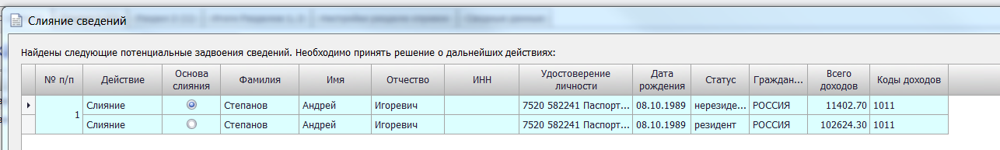 Слияние сведений
Найдены следующие потенциальные задвоения сведений. Необходимо принять решение о дальнейших действиях:
№ п/п Действие Основа слияния Фамилия Имя Отчество ИНН Удостоверение личности Дата рождения Статус Граждан... Всего доходов Коды доходов
1 Слияние Степанов Андрей Игоревич 7520 582241 Паспорт... 08.10.1989 нерезиде... РОССИЯ 11402.70 1011
Слияние Степанов Андрей Игоревич 7520 582241 Паспорт... 08.10.1989 резидент РОССИЯ 102624.30 1011